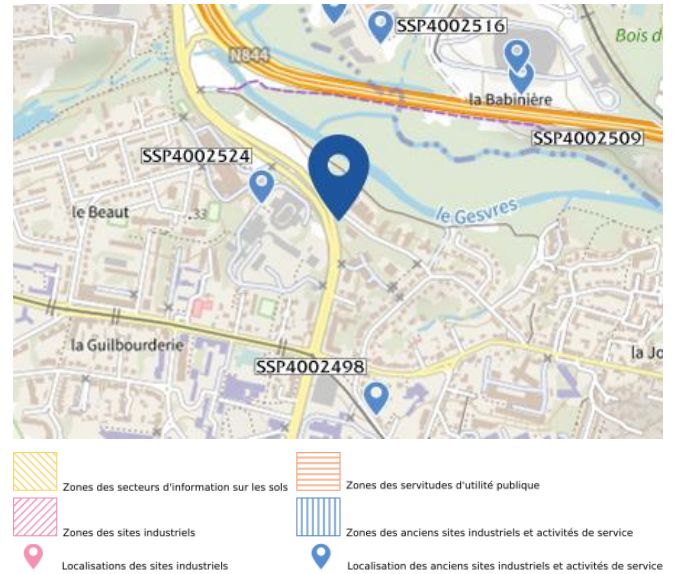 SSP4002516
Bois d
N844
la Babinière
SSP4002509
SSP4002524
le Beaut
.33
le Gesvres
la Guilbourderie
la Jo
SSP4002498
Zones des secteurs d'information sur les sols
Zones des servitudes d'utilité publique
Zones des sites industriels
Zones des anciens sites industriels et activités de service
Localisations des sites industriels
Localisation des anciens sites industriels et activités de service